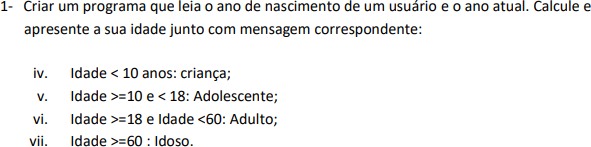 1- Criar um programa que leia o ano de nascimento de um usuário e o ano atual. Calcule e
apresente a sua idade junto com mensagem correspondente:
iv. Idade < 10 anos: criança;
v. Idade >=10 e < 18: Adolescente;
vi. Idade >=18 e Idade <60: Adulto;
vii. Idade >=60 : Idoso.